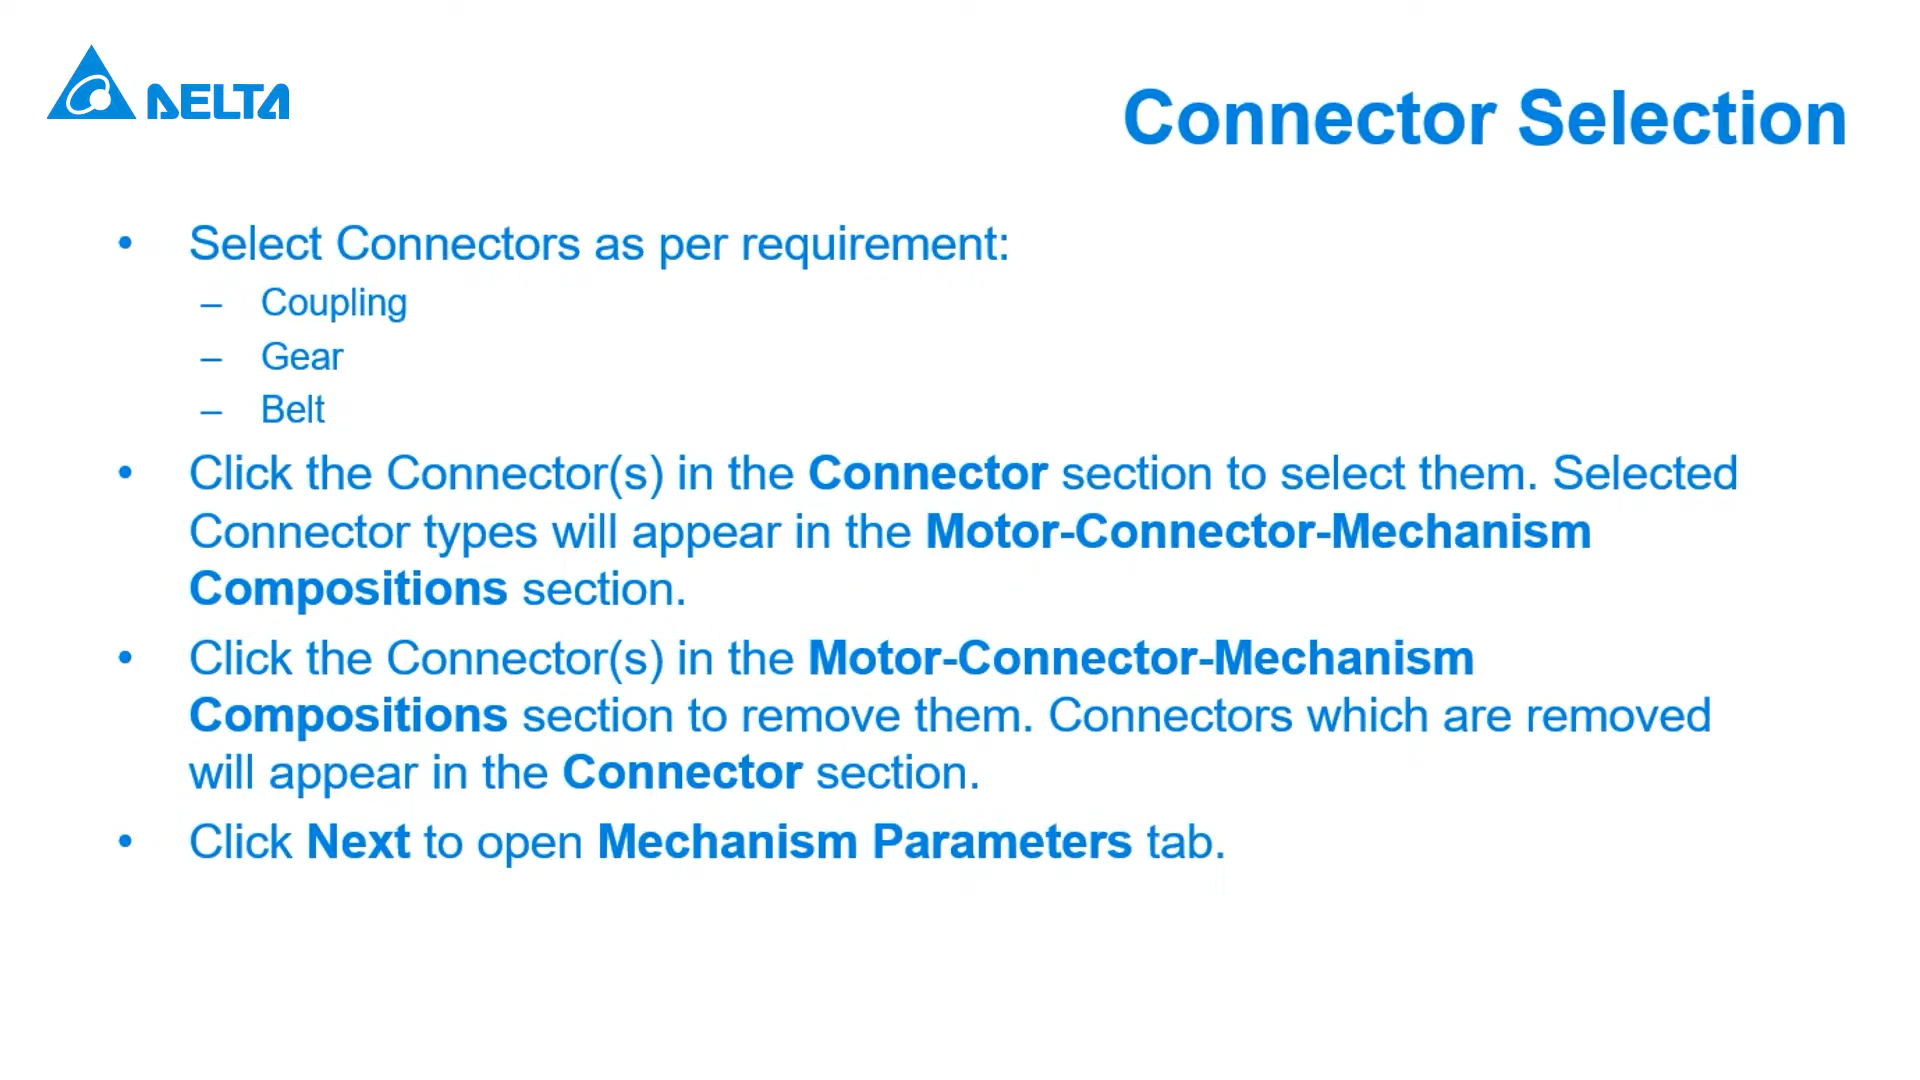 DELTA
Connector Selection
• Select Connectors as per requirement:
– Coupling
– Gear
– Belt
• Click the Connector(s) in the Connector section to select them. Selected
Connector types will appear in the Motor-Connector-Mechanism
Compositions section.
• Click the Connector(s) in the Motor-Connector-Mechanism
Compositions section to remove them. Connectors which are removed
will appear in the Connector section.
• Click Next to open Mechanism Parameters tab.